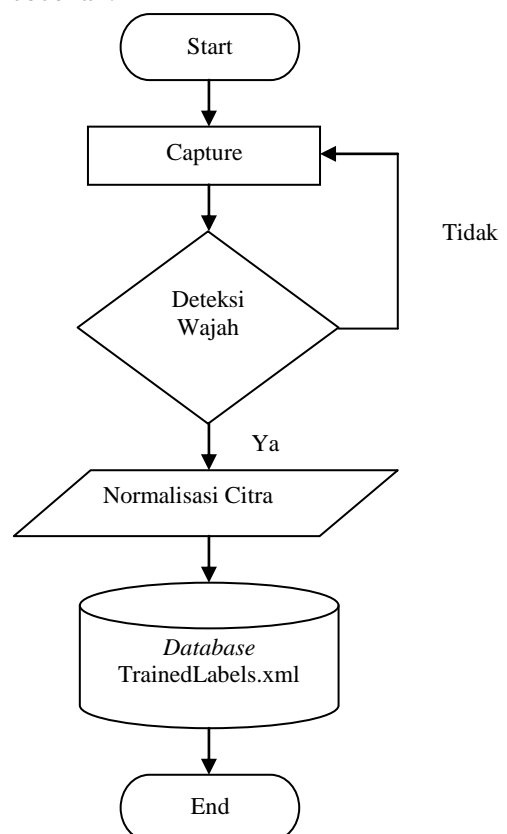 Start
Capture
Tidak
Deteksi
Wajah
Ya
Normalisasi Citra
Database
TrainedLabels.xml
End